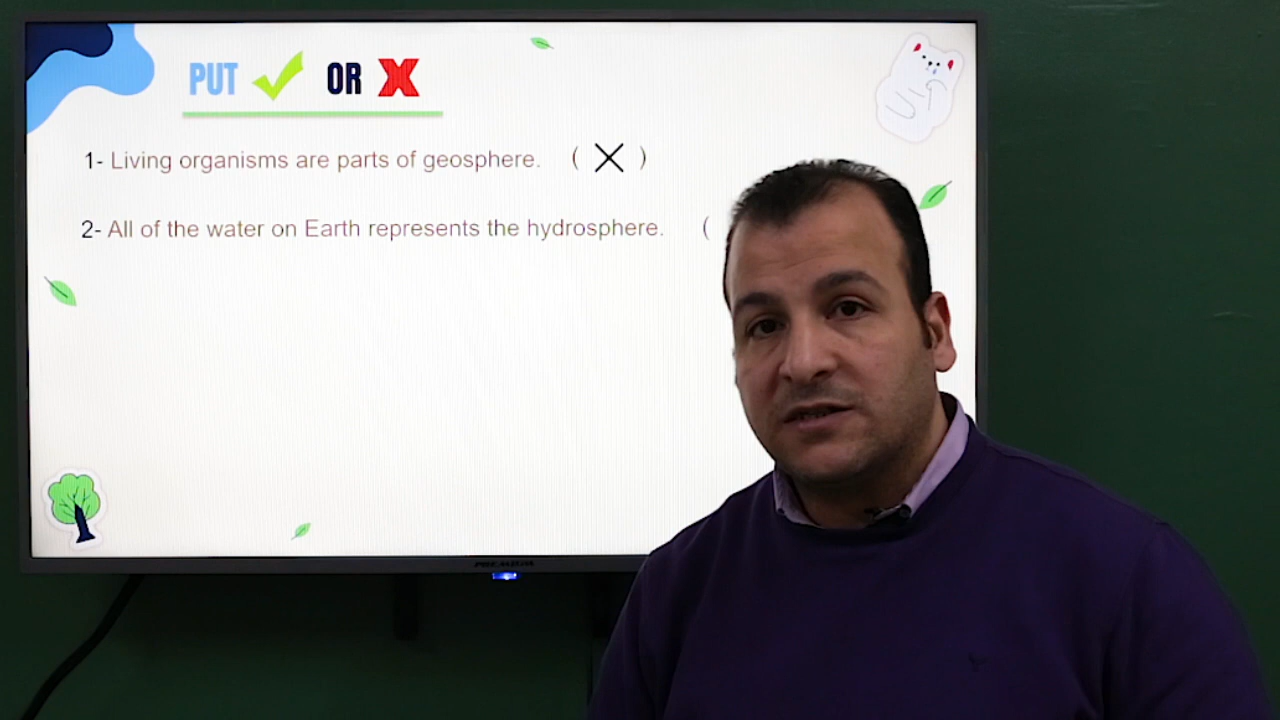 PUT ✓ OR X
1- Living organisms are parts of geosphere. ( X )
2- All of the water on Earth represents the hydrosphere. (